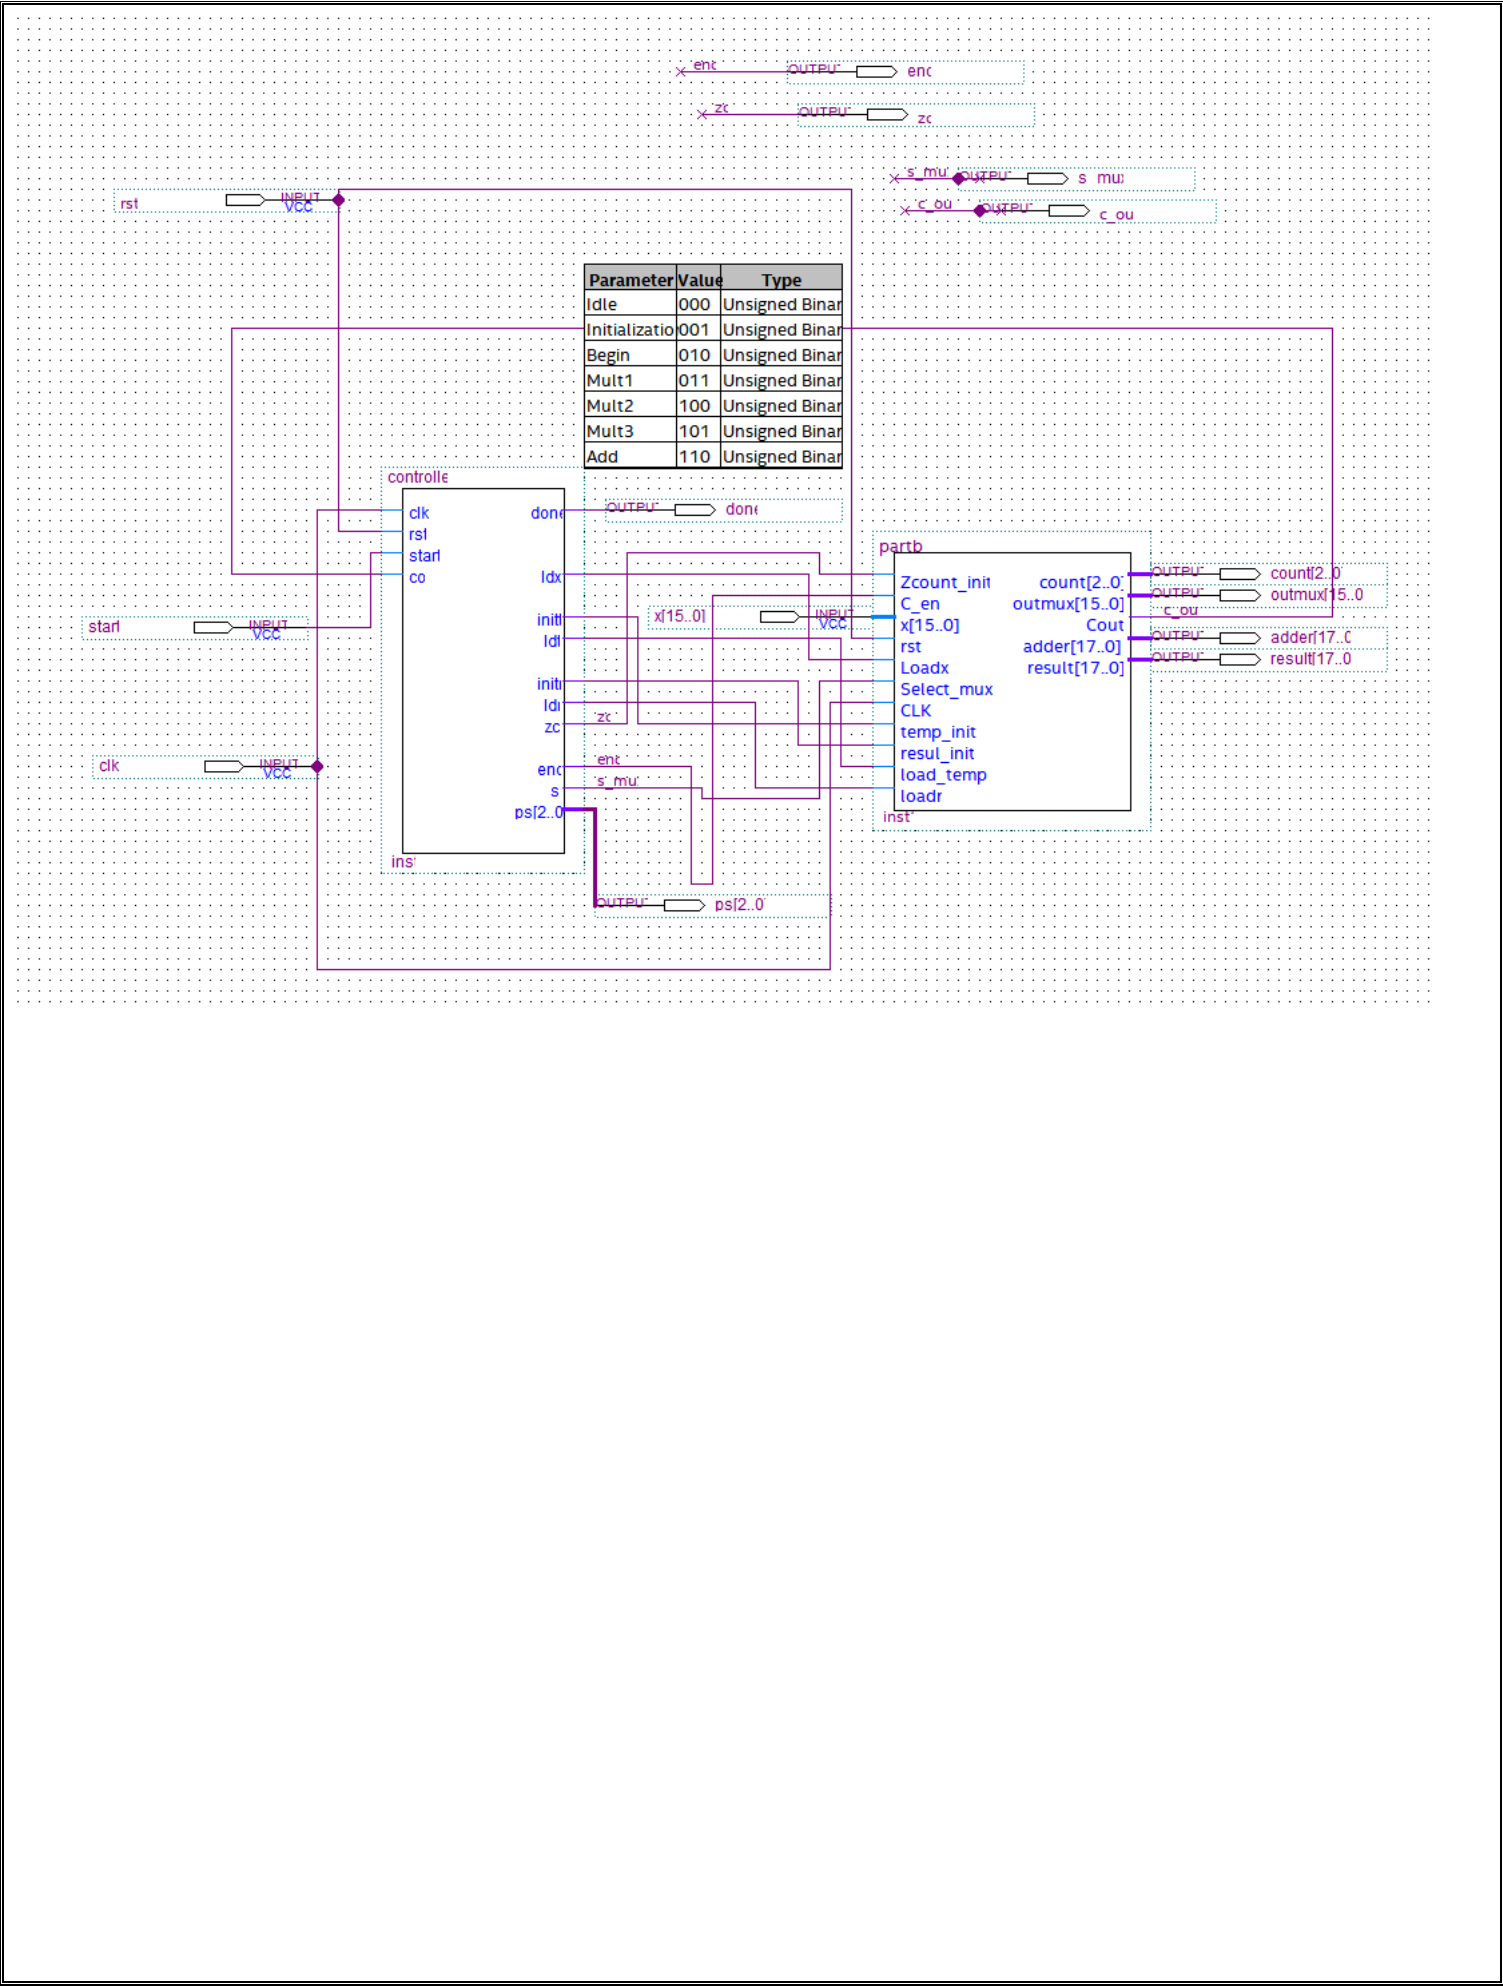 enc OUTPUT enc
zc OUTPUT zc
s_mu OUTPUT s_mux
rst INPUT
VCC
c_ou OUTPUT c_ou
Parameter Value Type
Idle 000 Unsigned Binar
Initializatio 001 Unsigned Binar
Begin 010 Unsigned Binar
Mult1 011 Unsigned Binar
Mult2 100 Unsigned Binar
Mult3 101 Unsigned Binar
Add 110 Unsigned Binar
controlle
clk
rst
start
co
done
ldx
initt
ldt
initr
ldr
zc
enc
s
ps[2..0
inst
OUTPUT done
zc
enc
s_mu
OUTPUT ps[2..0
start INPUT
VCC
clk INPUT
VCC
x[15..0] INPUT
VCC
partb
Zcount_init
C_en
x[15..0]
rst
Loadx
Select_mux
CLK
temp_init
resul_init
load_temp
loadr
count[2..0
outmux[15..0]
Cout
adder[17..0]
result[17..0]
inst
OUTPUT count[2..0
OUTPUT outmux[15..0
c_ou
OUTPUT adder[17..0
OUTPUT result[17..0